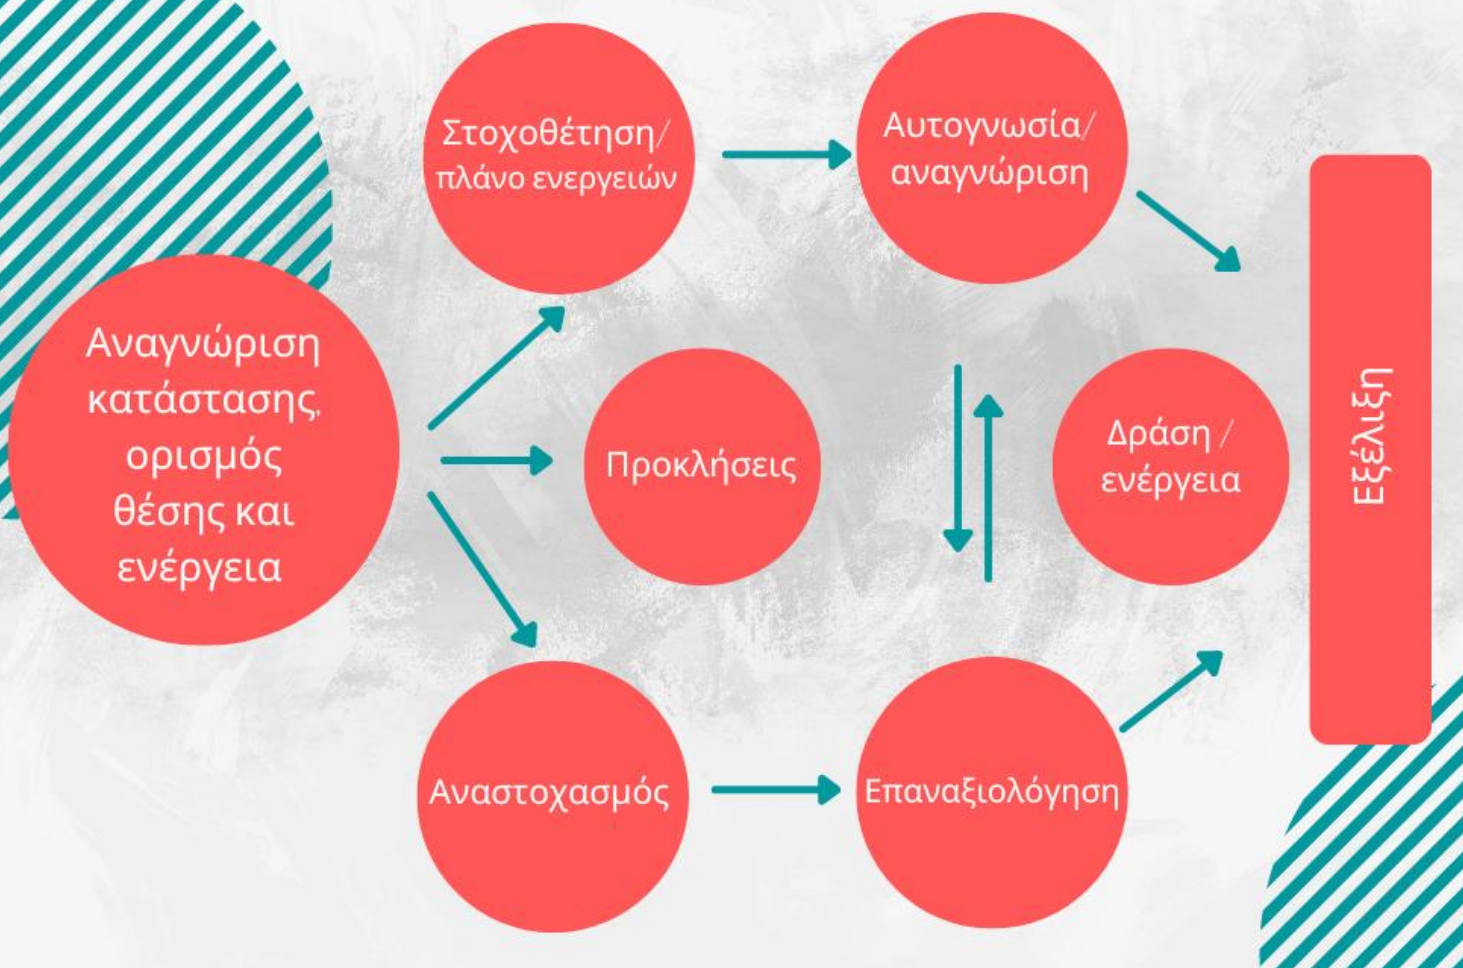 Στοχοθέτηση/
πλάνο ενεργειών
Αυτογνωσία/
αναγνώριση
Αναγνώριση
κατάστασης,
ορισμός
θέσης και
ενέργεια
Προκλήσεις
Δράση /
ενέργεια
Εξέλιξη
Αναστοχασμός
Επαναξιολόγηση